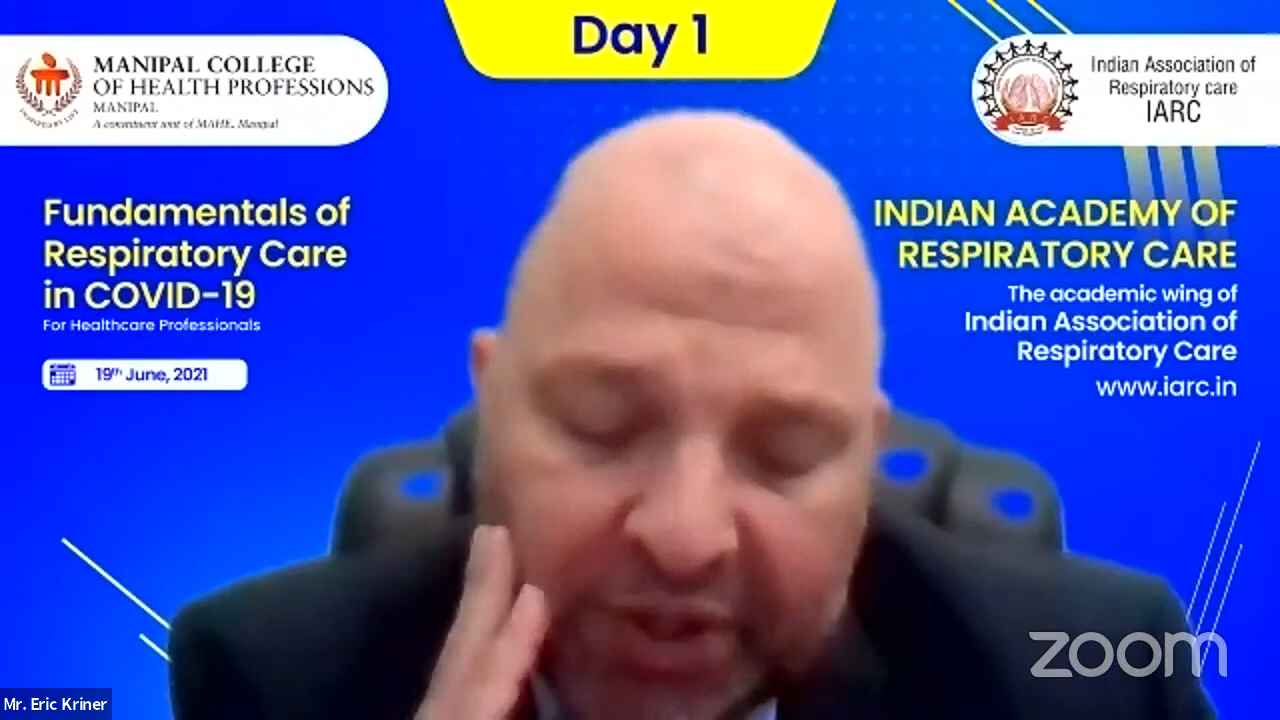 Day 1
MANIPAL COLLEGE
OF HEALTH PROFESSIONS
MANIPAL
A constituent unit of MAHE, Manipal
Indian Association of
Respiratory care
IARC
Fundamentals of
Respiratory Care
in COVID-19
For Healthcare Professionals
19th June, 2021
INDIAN ACADEMY OF
RESPIRATORY CARE
The academic wing of
Indian Association of
Respiratory Care
www.iarc.in
zoom
Mr. Eric Kriner